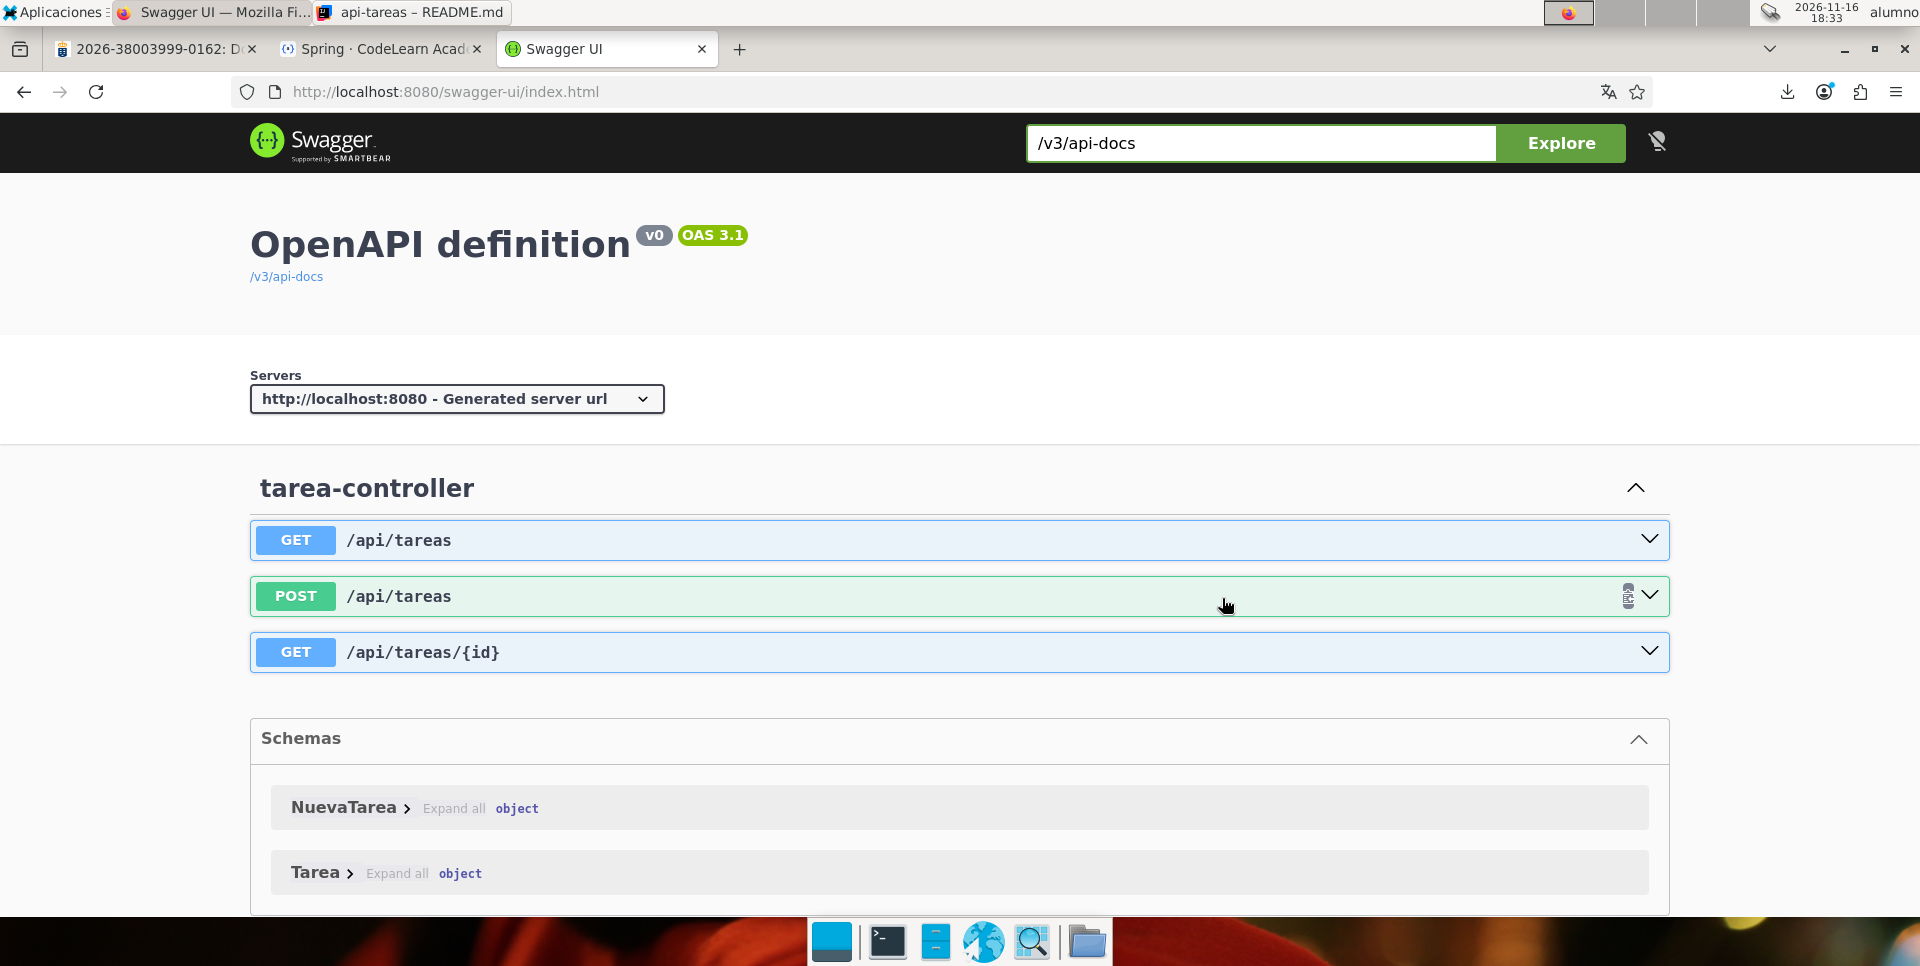 Aplicaciones
Swagger UI — Mozilla Fi...
api-tareas – README.md
2026-11-16
18:33
alumno
2026-38003999-0162: D
Spring · CodeLearn Acad
Swagger UI
http://localhost:8080/swagger-ui/index.html
Swagger
Supported by SMARTBEAR
/v3/api-docs
Explore
OpenAPI definition v0 OAS 3.1
/v3/api-docs
Servers
http://localhost:8080 - Generated server url
tarea-controller
GET /api/tareas
POST /api/tareas
GET /api/tareas/{id}
Schemas
NuevaTarea Expand all object
Tarea Expand all object